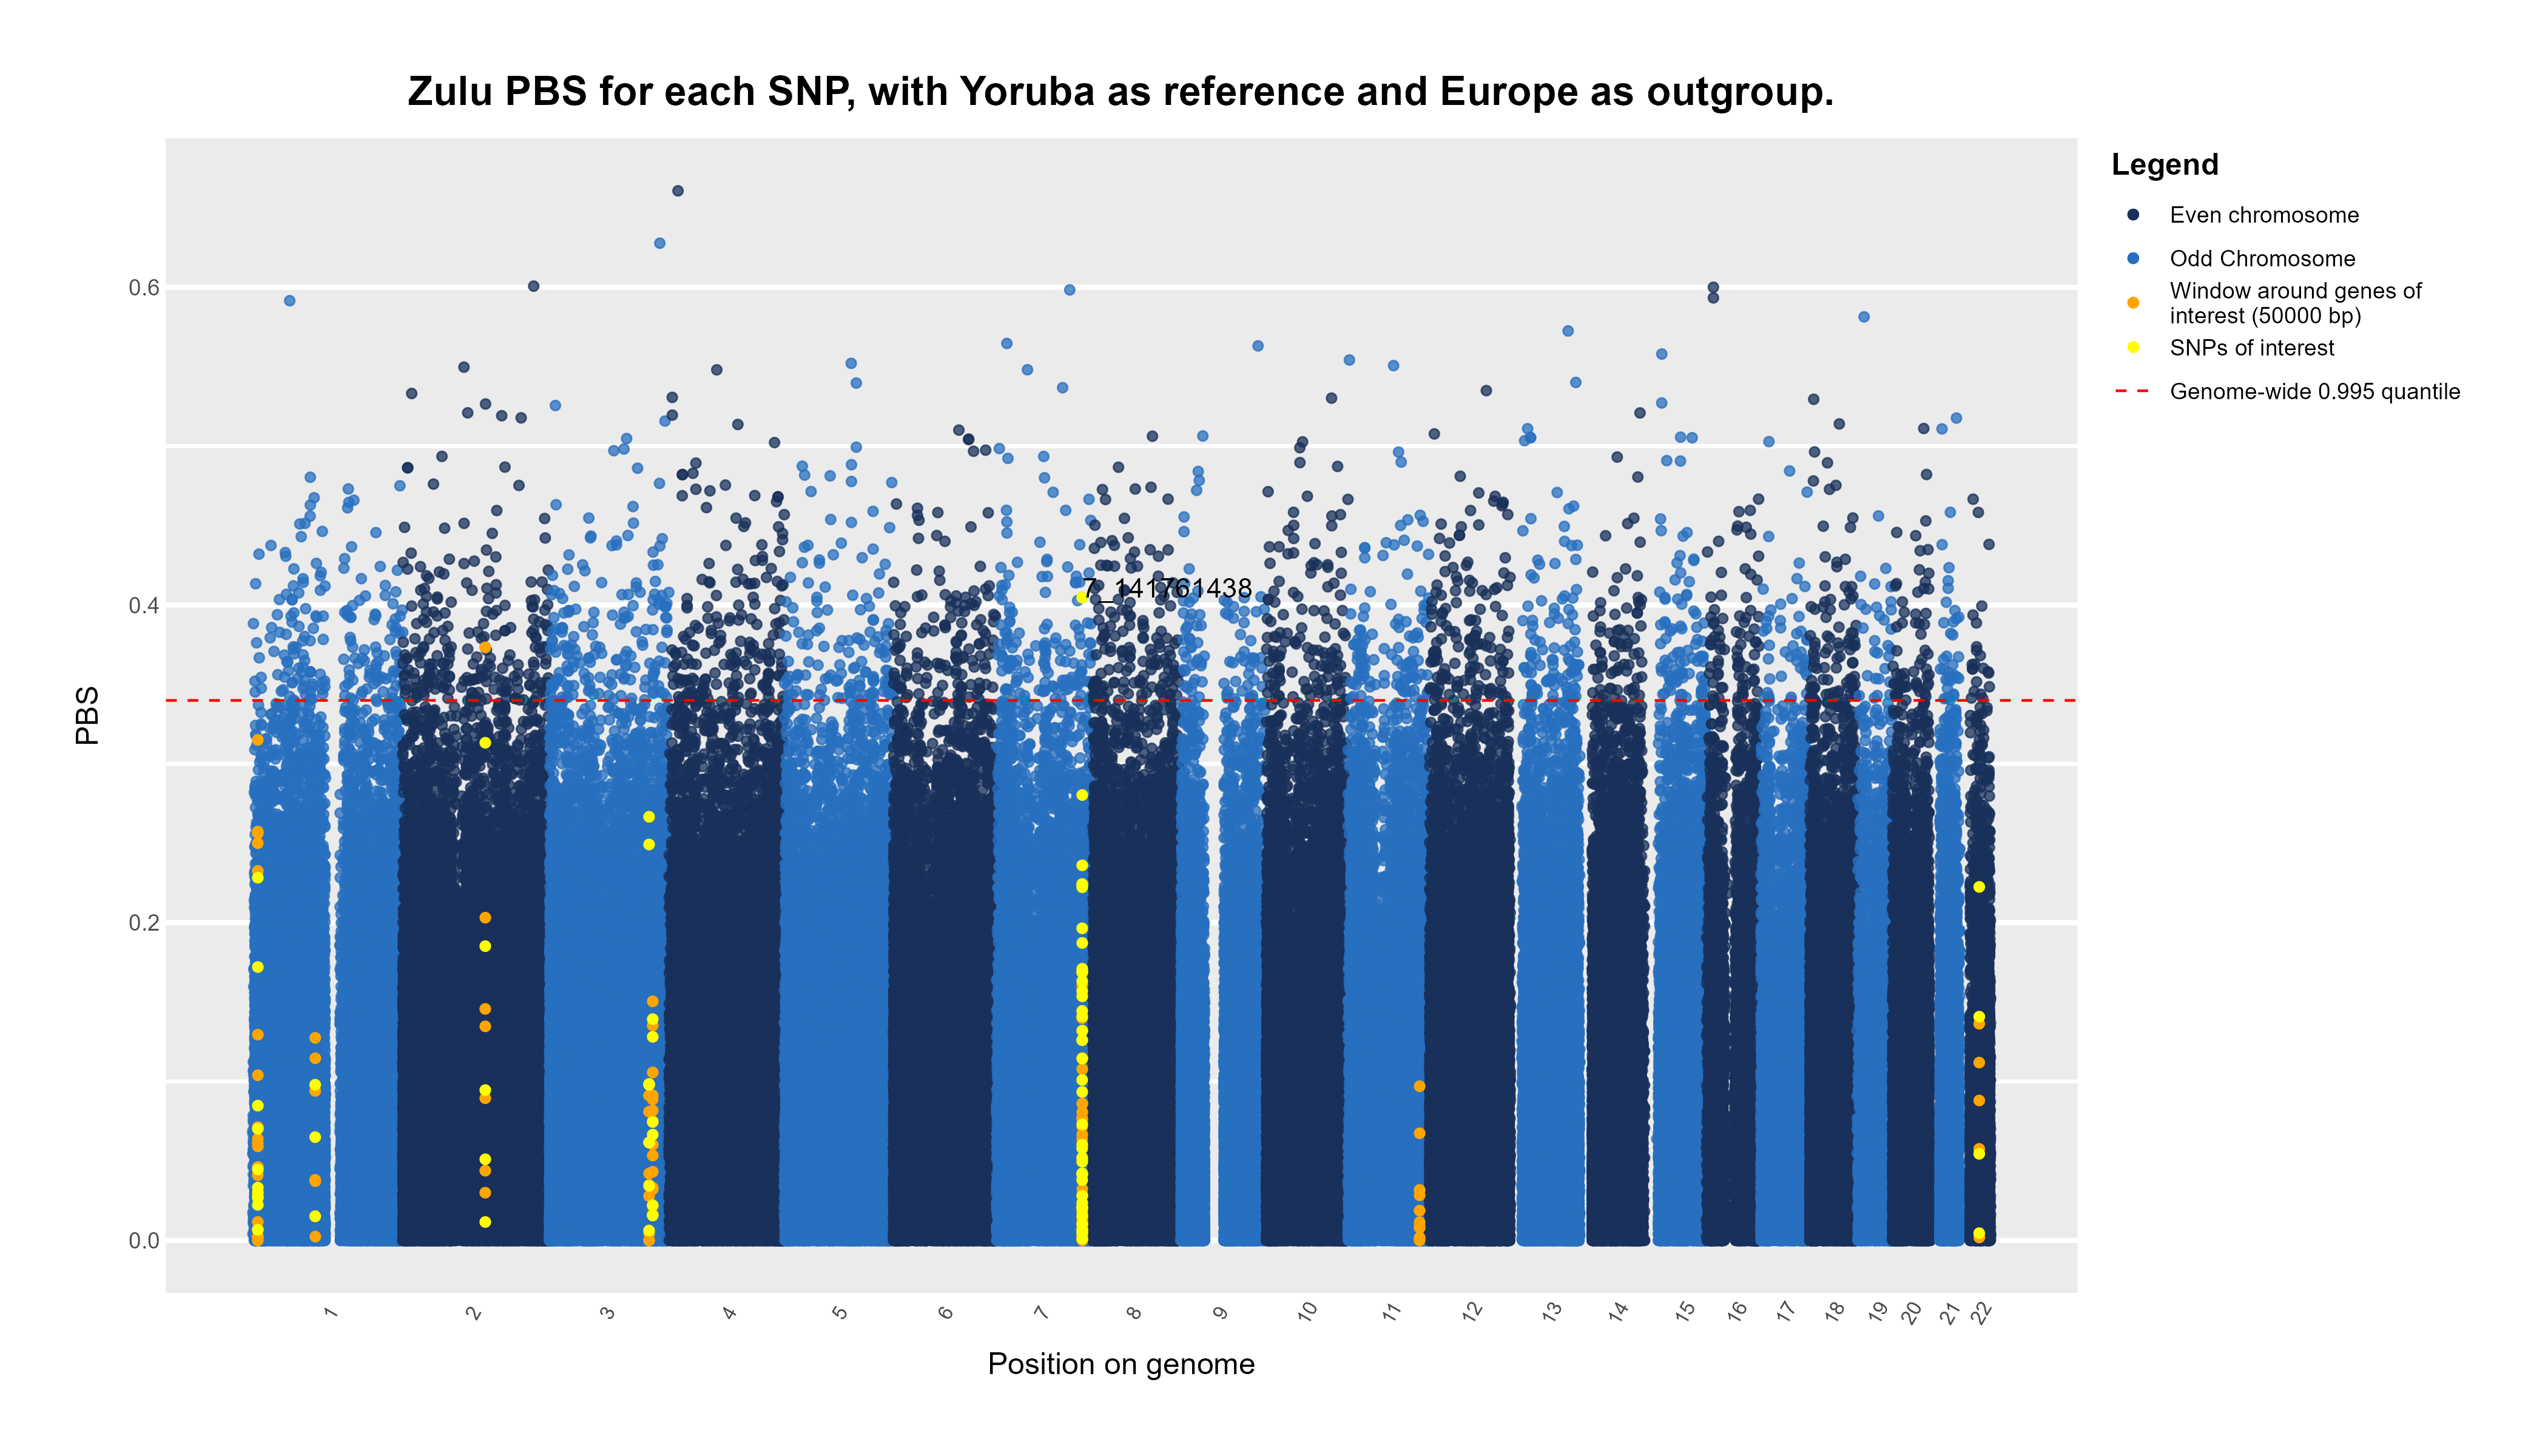 Zulu PBS for each SNP, with Yoruba as reference and Europe as outgroup.
Legend
Even chromosome
Odd Chromosome
Window around genes of
interest (50000 bp)
SNPs of interest
Genome-wide 0.995 quantile
PBS
0.6
0.4
0.2
0.0
7_141761438
1
2
3
4
5
6
7
8
9
10
11
12
13
14
15
16
17
18
19
20
21
22
Position on genome